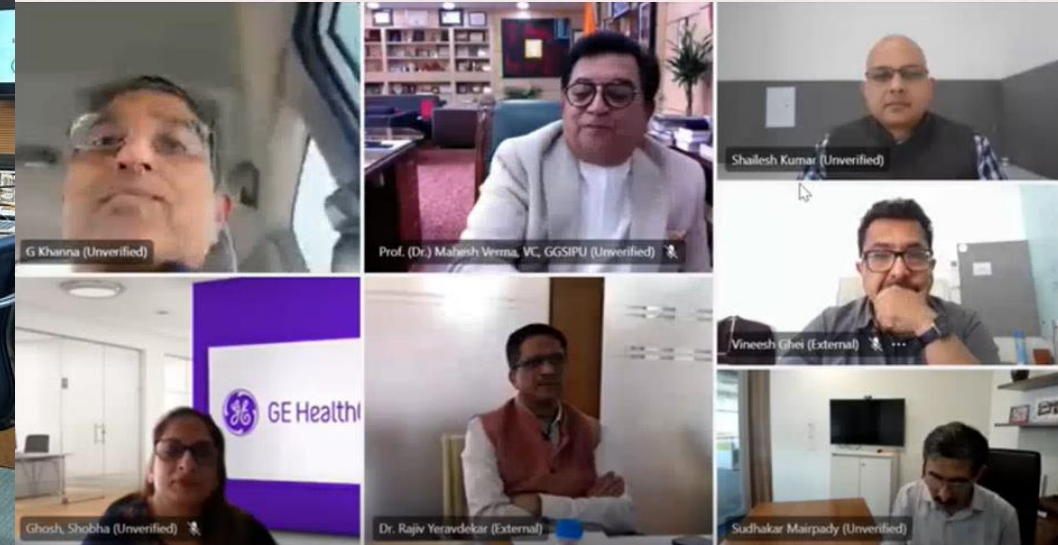 G Khanna (Unverified)
Prof. (Dr.) Mahesh Verma, VC, GGSIPU (Unverified)
Shailesh Kumar (Unverified)
Vineesh Ghei (External)
GE Health
Ghosh, Shobha (Unverified)
Dr. Rajiv Yeravdekar (External)
Sudhakar Mairpady (Unverified)